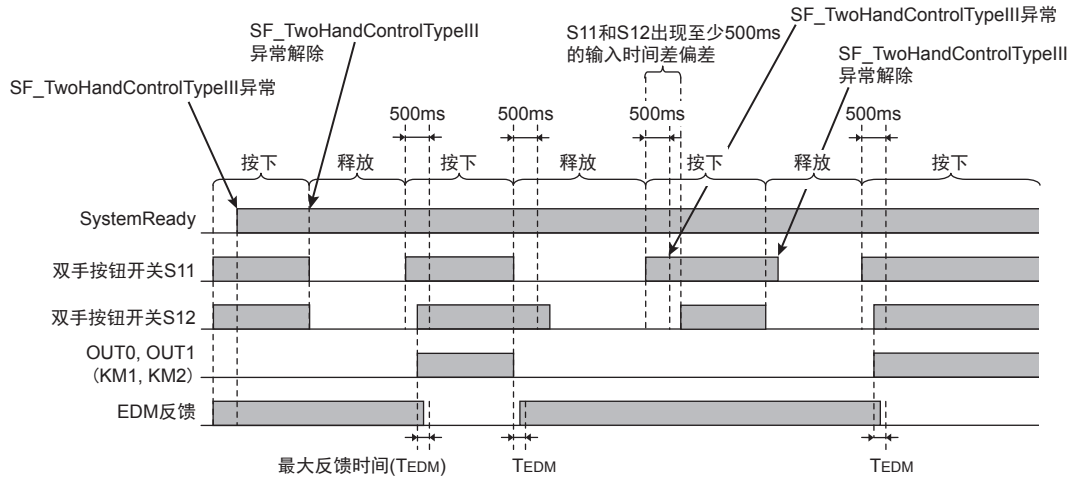 SF_TwoHandControlTypeIII异常
SF_TwoHandControlTypeIII
异常解除
S11和S12出现至少500ms
的输入时间差偏差
SF_TwoHandControlTypeIII异常
SF_TwoHandControlTypeIII
异常解除
500ms
500ms
500ms
500ms
按下
释放
按下
释放
按下
释放
按下
SystemReady
双手按钮开关S11
双手按钮开关S12
OUT0, OUT1
（KM1, KM2）
EDM反馈
最大反馈时间(TEDM)
TEDM
TEDM